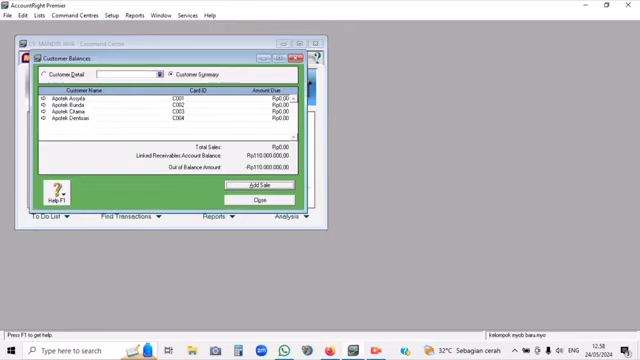 AccountRight Premier
File Edit Lists Command Centres Setup Reports Window Services Help
Command Centre
Customer Balances
Customer Detail Customer Summary
Customer Name Card ID Amount Due
Apotek Assyila C001 Rp0,00
Apotek Bunda C002 Rp0,00
Apotek Citama C003 Rp0,00
Apotek Dentisari C004 Rp0,00
Total Sales: Rp0,00
Linked Receivables Account Balance: Rp110.000.000,00
Out of Balance Amount: -Rp110.000.000,00
Help F1
Add Sale
Close
To Do List Find Transactions Reports Analysis
Press F1 to get help.
kelompok myob baru.myo
Type here to search
32°C Sebagian cerah
ENG
12.58
24/05/2024